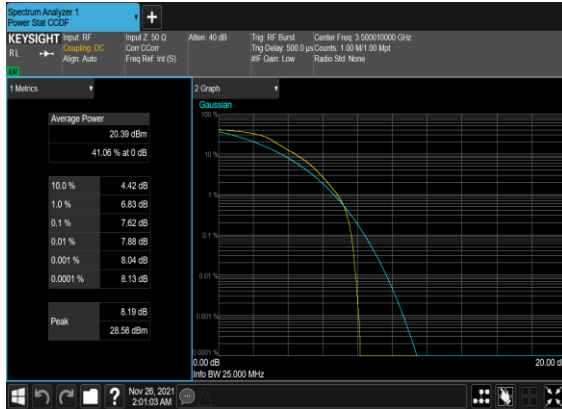 Spectrum Analyzer 1
Power Stat CCDF
+
KEYSIGHT
RL
LU
Input: RF
Coupling: DC
Align: Auto
Input Z: 50 Ω
Corr CCorr
Freq Ref: Int (S)
Atten: 40 dB
Trig: RF Burst
Trig Delay: 500.0 µs
#IF Gain: Low
Center Freq: 3.500010000 GHz
Counts: 1.00 M/1.00 Mpt
Radio Std: None
1 Metrics
Average Power
20.39 dBm
41.06 % at 0 dB
10.0 % 4.42 dB
1.0 % 6.83 dB
0.1 % 7.62 dB
0.01 % 7.88 dB
0.001 % 8.04 dB
0.0001 % 8.13 dB
Peak
8.19 dB
28.58 dBm
2 Graph
Gaussian
100 %
10 %
1 %
0.1 %
0.01 %
0.001 %
0.0001 %
0.00 dB
20.00 d
Info BW 25.000 MHz
?
Nov 26, 2021
2:01:03 AM